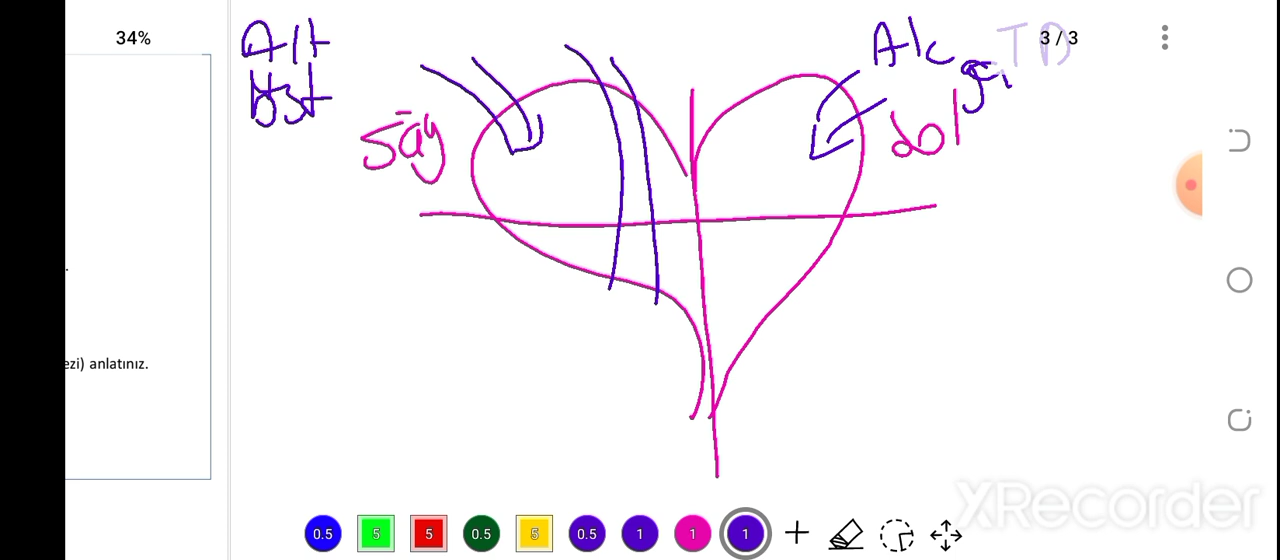 34%
3 / 3
Alt
üst
Sağ
Akciğer
sol
ezi) anlatınız.
0.5
5
5
0.5
5
0.5
1
1
1
XRecorder